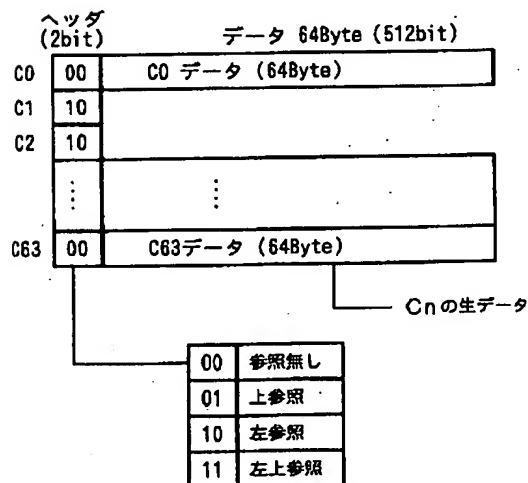 ヘッダ
(2bit) データ 64Byte (512bit)
C0 00 C0 データ (64Byte)
C1 10
C2 10
⋮ ⋮
C63 00 C63データ (64Byte)
Cnの生データ
00 参照無し
01 上参照
10 左参照
11 左上参照